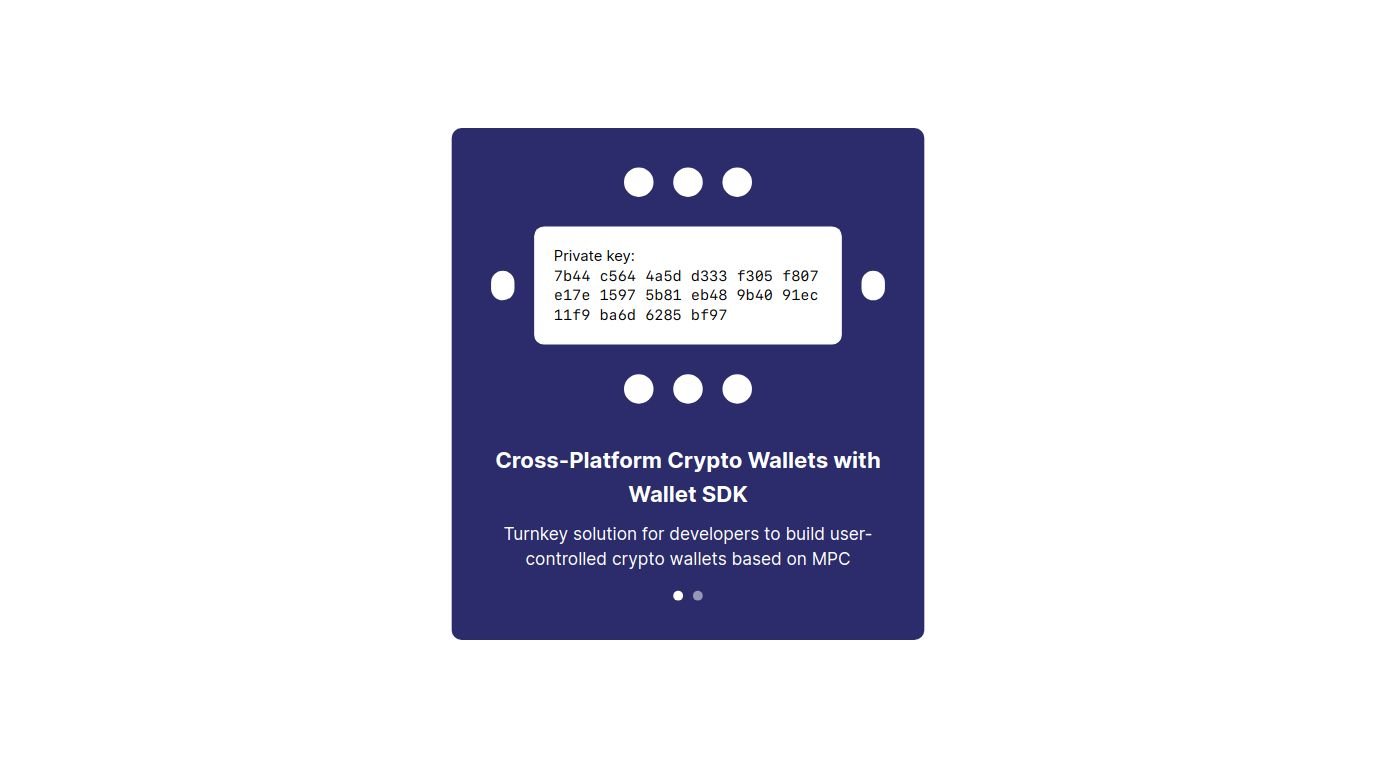 Private key:
7b44 c564 4a5d d333 f305 f807
e17e 1597 5b81 eb48 9b40 91ec
11f9 ba6d 6285 bf97
Cross-Platform Crypto Wallets with
Wallet SDK
Turnkey solution for developers to build user-
controlled crypto wallets based on MPC